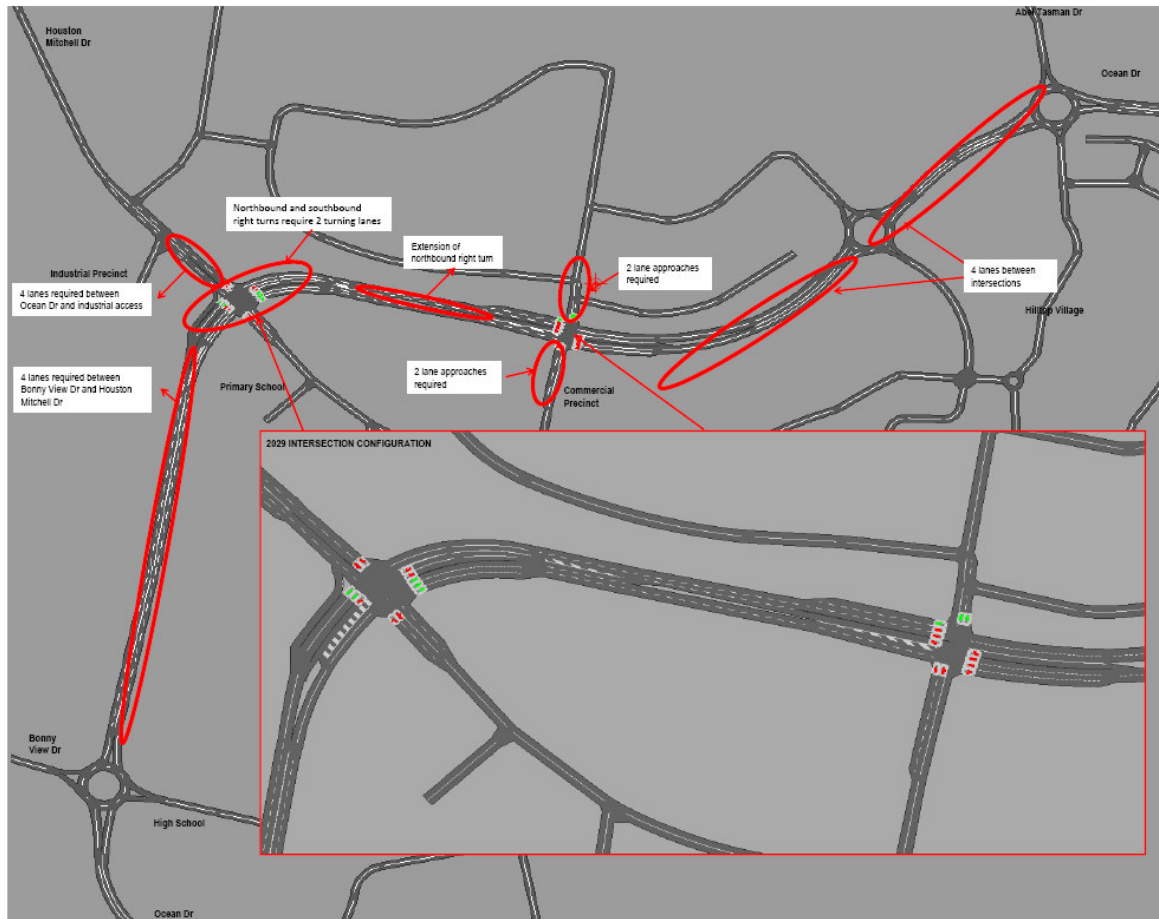 Houston
Mitchell Dr
Abel Tasman Dr
Ocean Dr
Northbound and southbound
right turns require 2 turning lanes
Extension of
northbound right turn
2 lane approaches
required
4 lanes between
intersections
Industrial Precinct
4 lanes required between
Ocean Dr and industrial access
Hilltop Village
4 lanes required between
Bonny View Dr and Houston
Mitchell Dr
Primary School
2 lane approaches
required
Commercial
Precinct
2029 INTERSECTION CONFIGURATION
Bonny
View Dr
High School
Ocean Dr